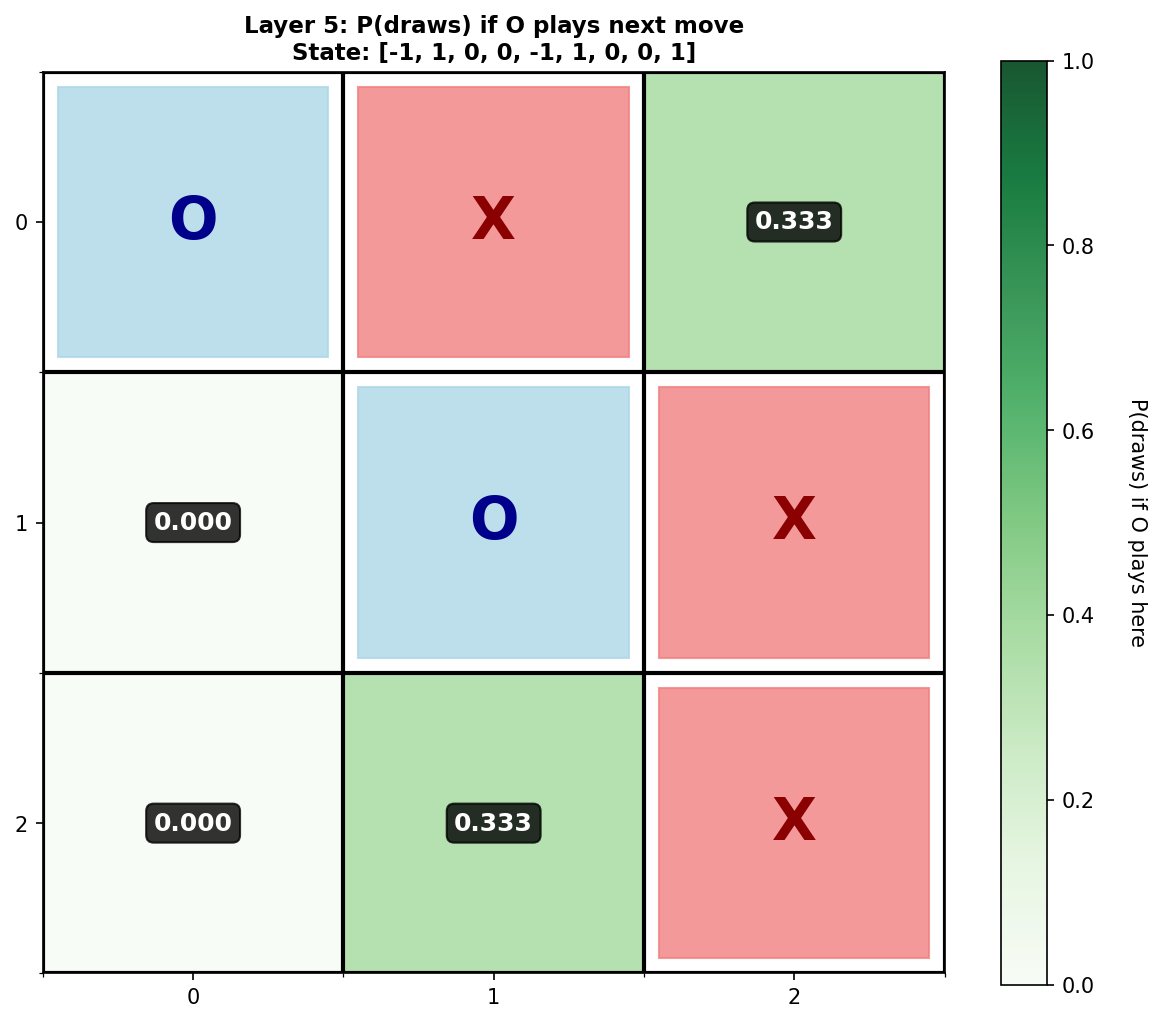 Layer 5: P(draws) if O plays next move
State: [-1, 1, 0, 0, -1, 1, 0, 0, 1]
1.0
0.8
0.6
0.4
0.2
0.0
P(draws) if O plays here
0
O
X
0.333
1
0.000
O
X
2
0.000
0.333
X
0
1
2